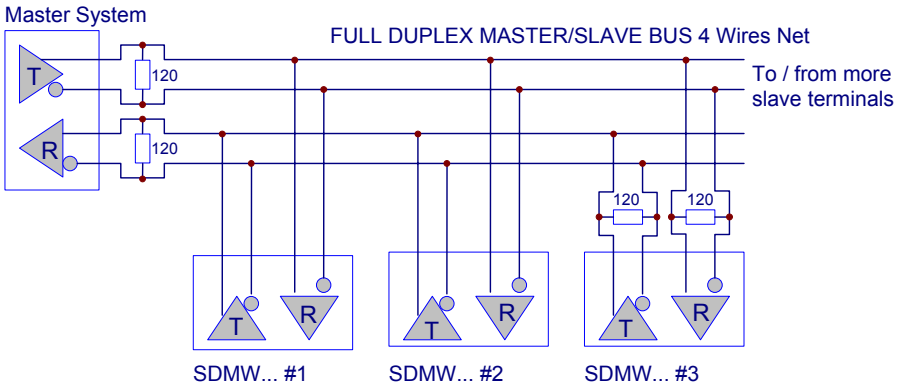 Master System
FULL DUPLEX MASTER/SLAVE BUS 4 Wires Net
T
120
To / from more
slave terminals
R
120
120
120
T
R
T
R
T
R
SDMW... #1
SDMW... #2
SDMW... #3